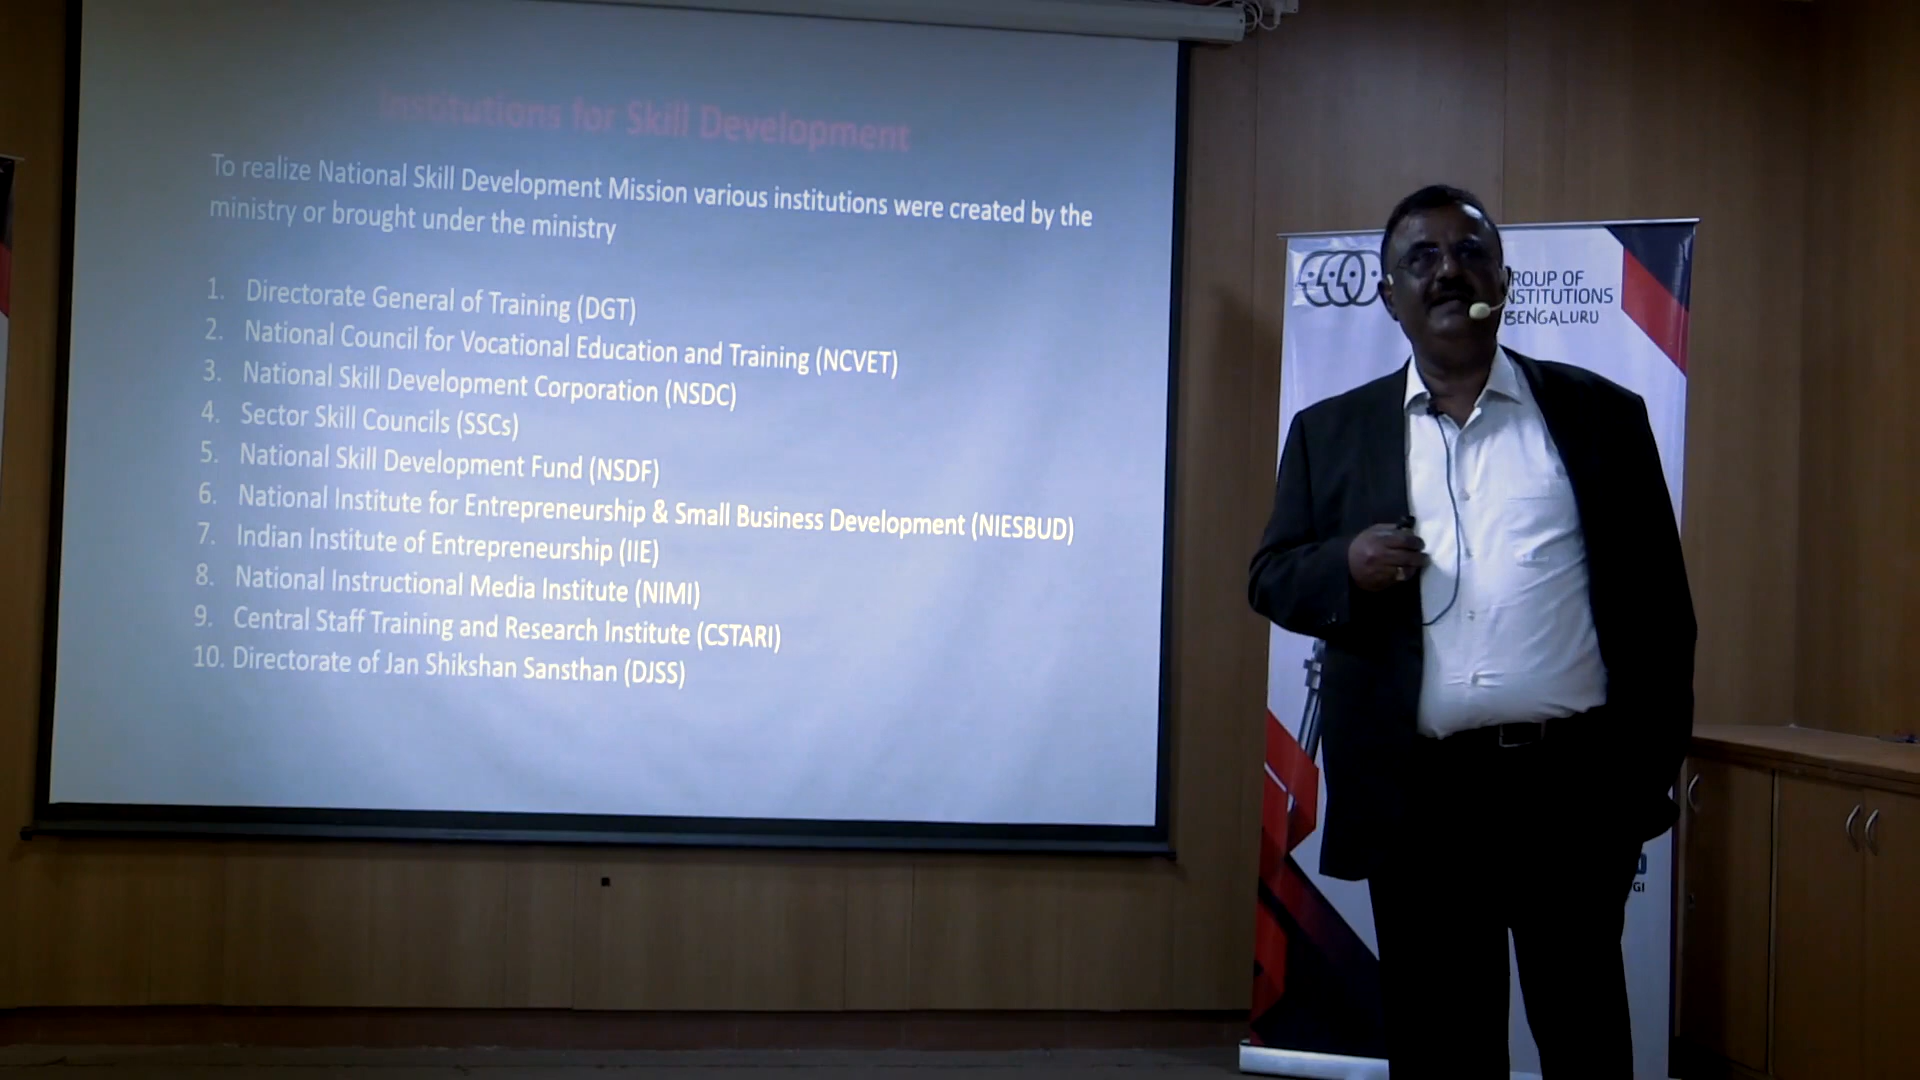 Institutions for Skill Development
To realize National Skill Development Mission various institutions were created by the
ministry or brought under the ministry
1. Directorate General of Training (DGT)
2. National Council for Vocational Education and Training (NCVET)
3. National Skill Development Corporation (NSDC)
4. Sector Skill Councils (SSCs)
5. National Skill Development Fund (NSDF)
6. National Institute for Entrepreneurship & Small Business Development (NIESBUD)
7. Indian Institute of Entrepreneurship (IIE)
8. National Instructional Media Institute (NIMI)
9. Central Staff Training and Research Institute (CSTARI)
10. Directorate of Jan Shikshan Sansthan (DJSS)
ROUP OF
NSTITUTIONS
BENGALURU
GI